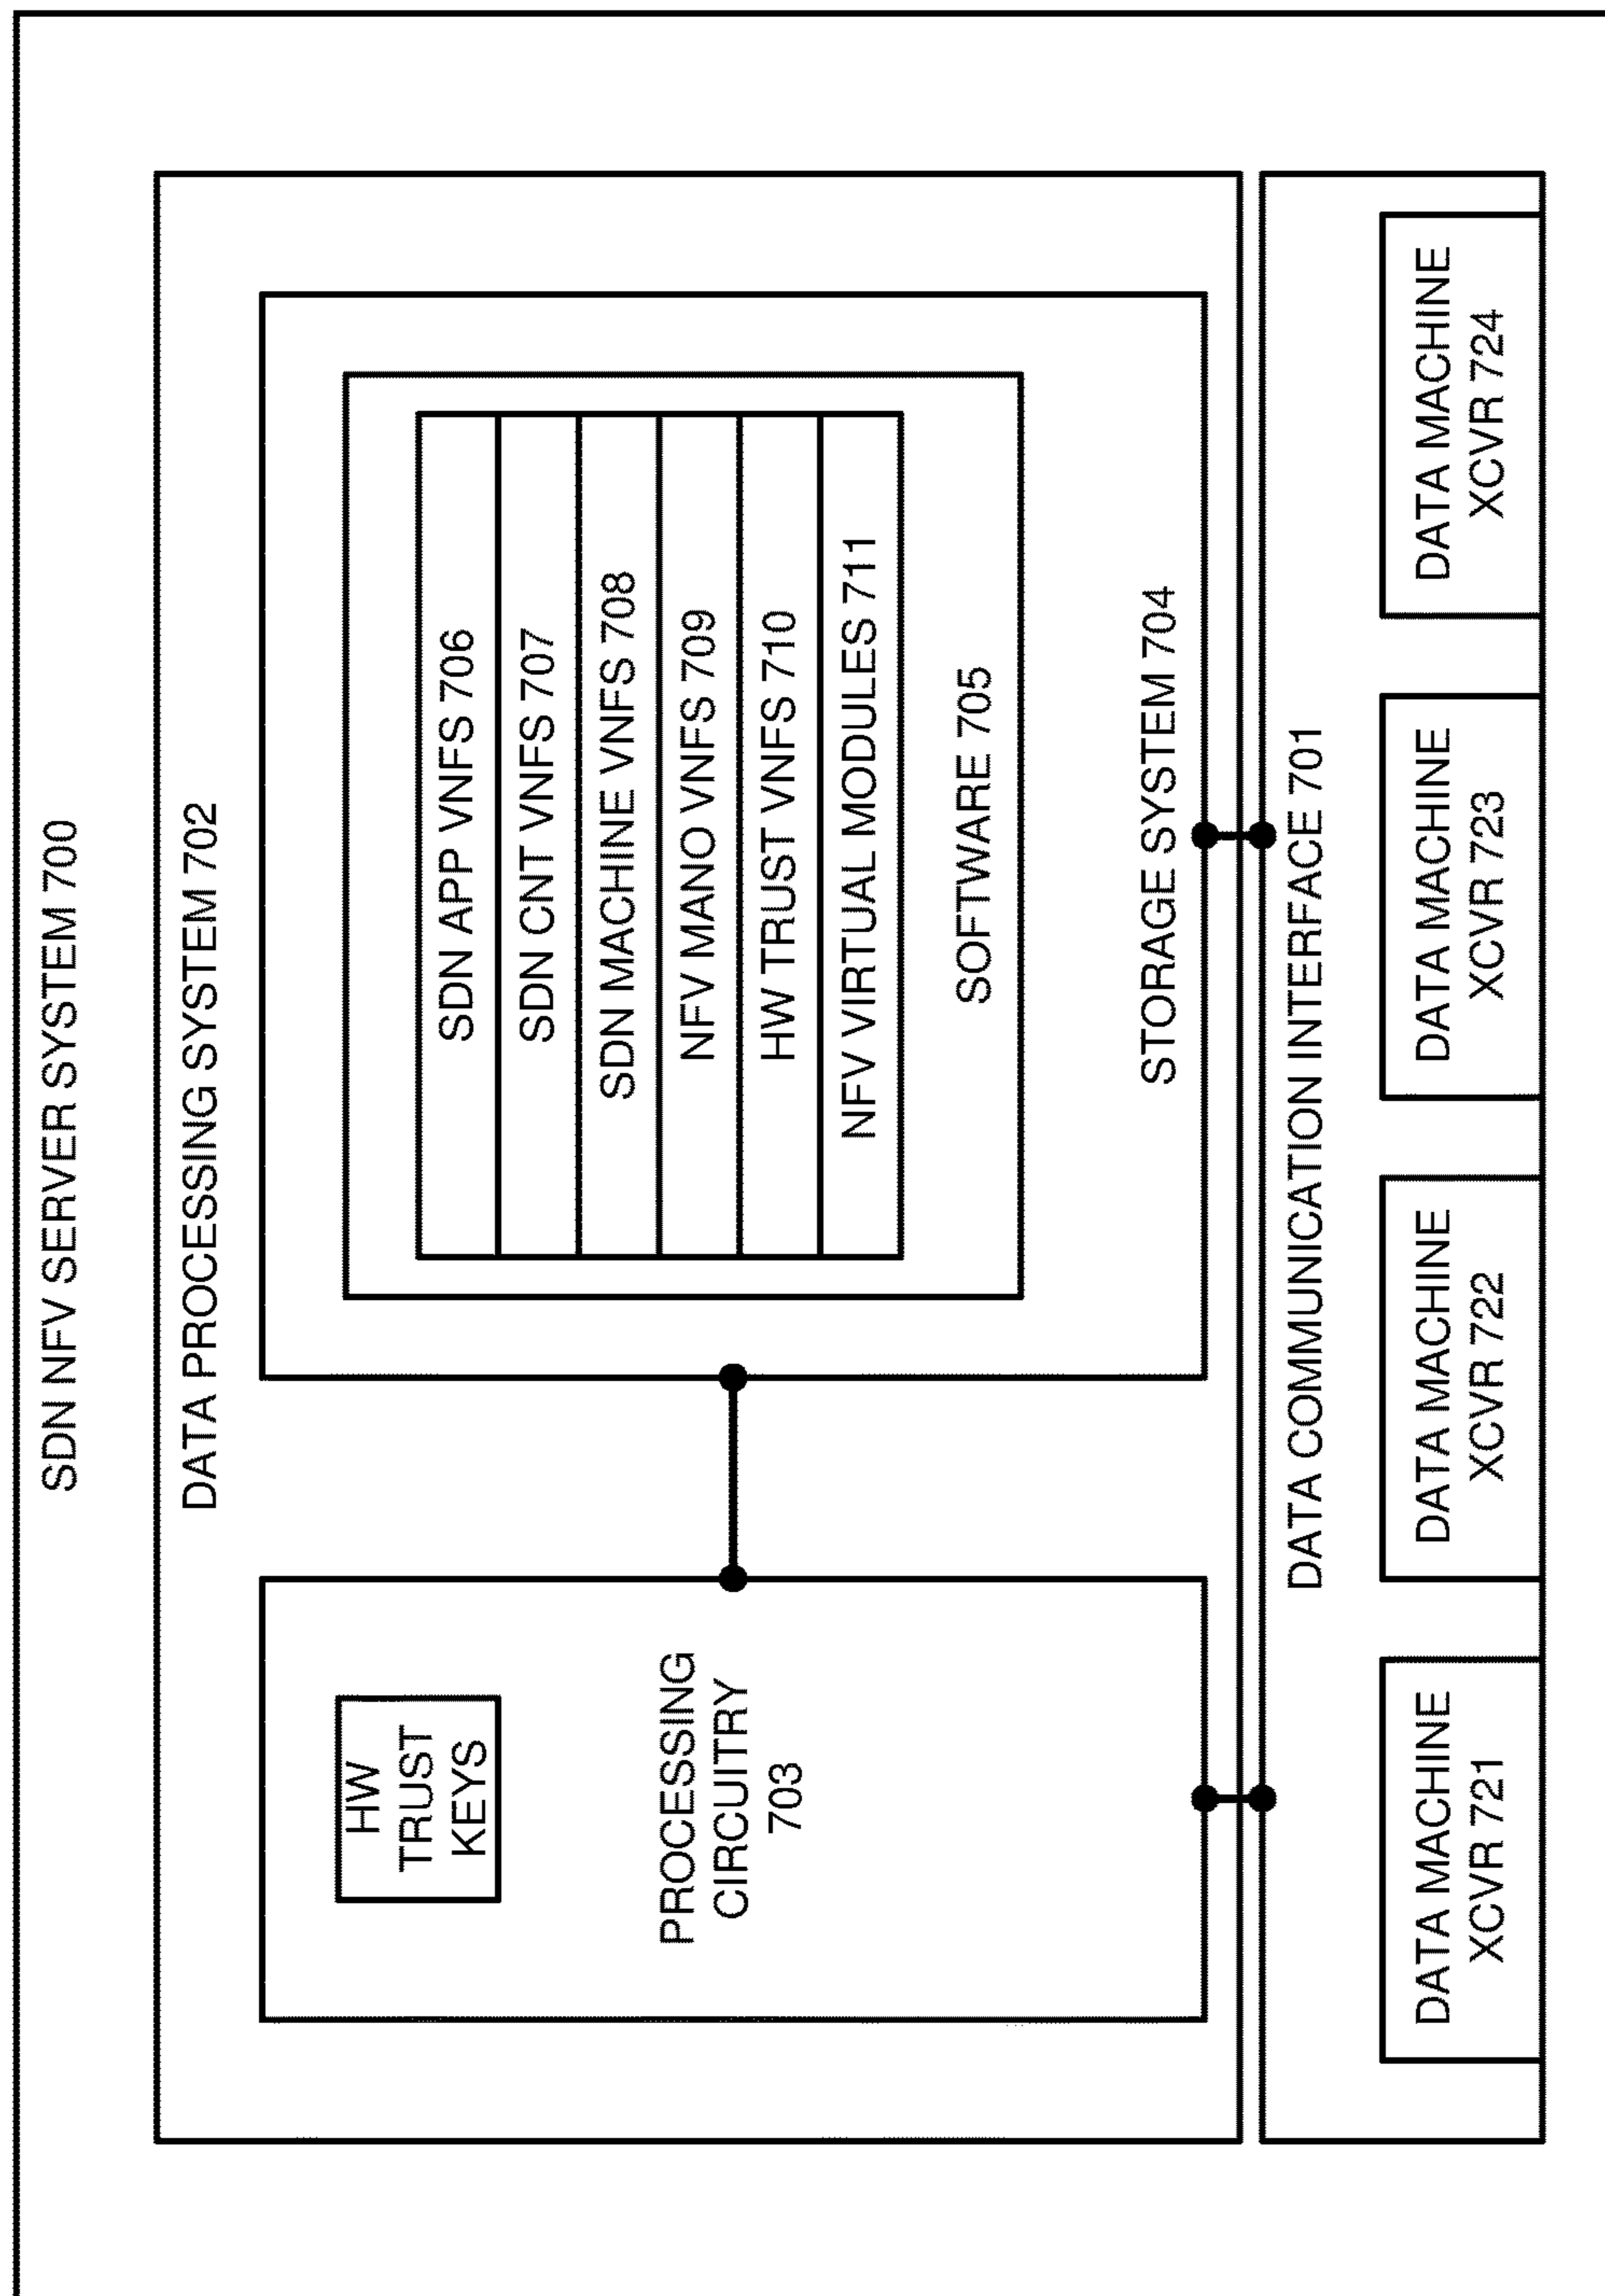 SDN NFV SERVER SYSTEM 700
DATA PROCESSING SYSTEM 702
HW
TRUST
KEYS
PROCESSING
CIRCUITRY
703
SDN APP VNFS 706
SDN CNT VNFS 707
SDN MACHINE VNFS 708
NFV MANO VNFS 709
HW TRUST VNFS 710
NFV VIRTUAL MODULES 711
SOFTWARE 705
STORAGE SYSTEM 704
DATA COMMUNICATION INTERFACE 701
DATA MACHINE
XCVR 721
DATA MACHINE
XCVR 722
DATA MACHINE
XCVR 723
DATA MACHINE
XCVR 724